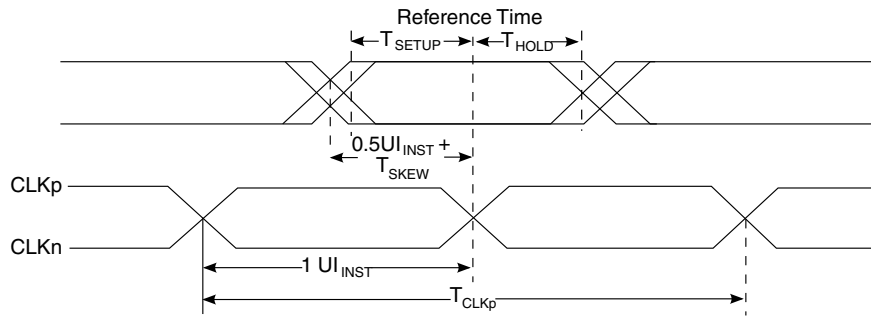 Reference Time
T_SETUP T_HOLD
0.5UI_INST +
T_SKEW
CLKp
CLKn
1 UI_INST
T_CLKp